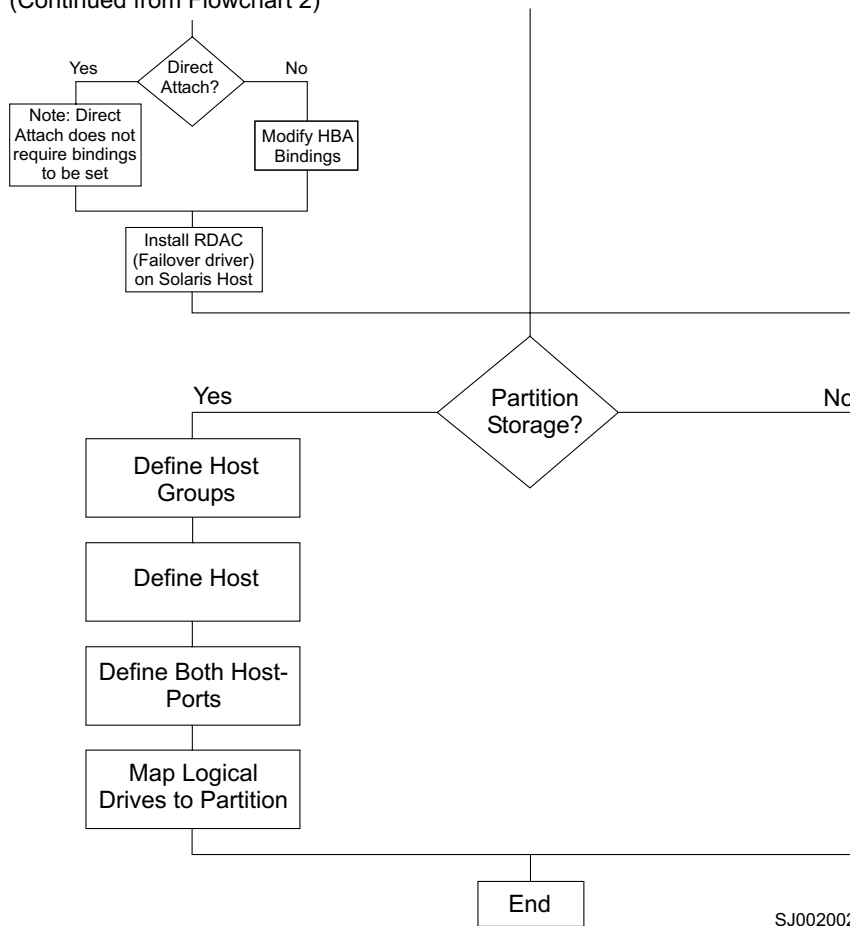 (Continued from Flowchart 2)
Direct
Attach?
Yes
No
Note: Direct
Attach does not
require bindings
to be set
Modify HBA
Bindings
Install RDAC
(Failover driver)
on Solaris Host
Partition
Storage?
Yes
No
Define Host
Groups
Define Host
Define Both Host-
Ports
Map Logical
Drives to Partition
End
SJ002002